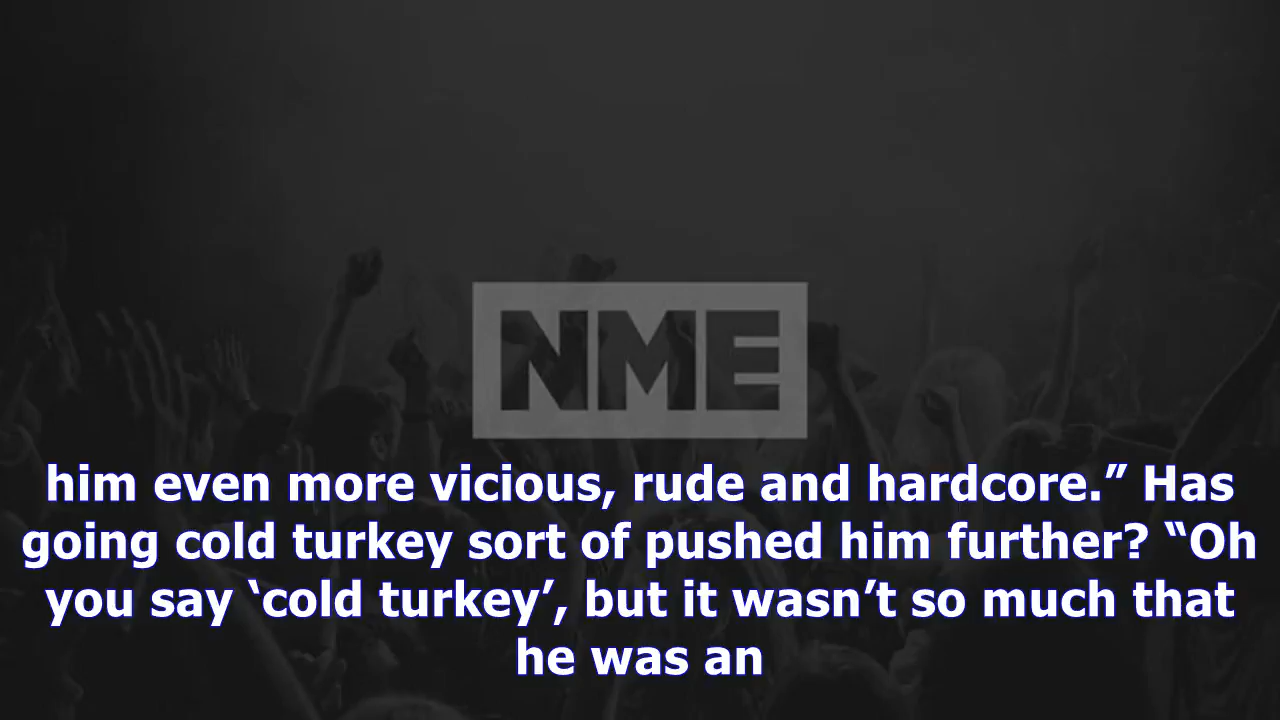 NME
him even more vicious, rude and hardcore.” Has
going cold turkey sort of pushed him further? “Oh
you say ‘cold turkey’, but it wasn’t so much that
he was an